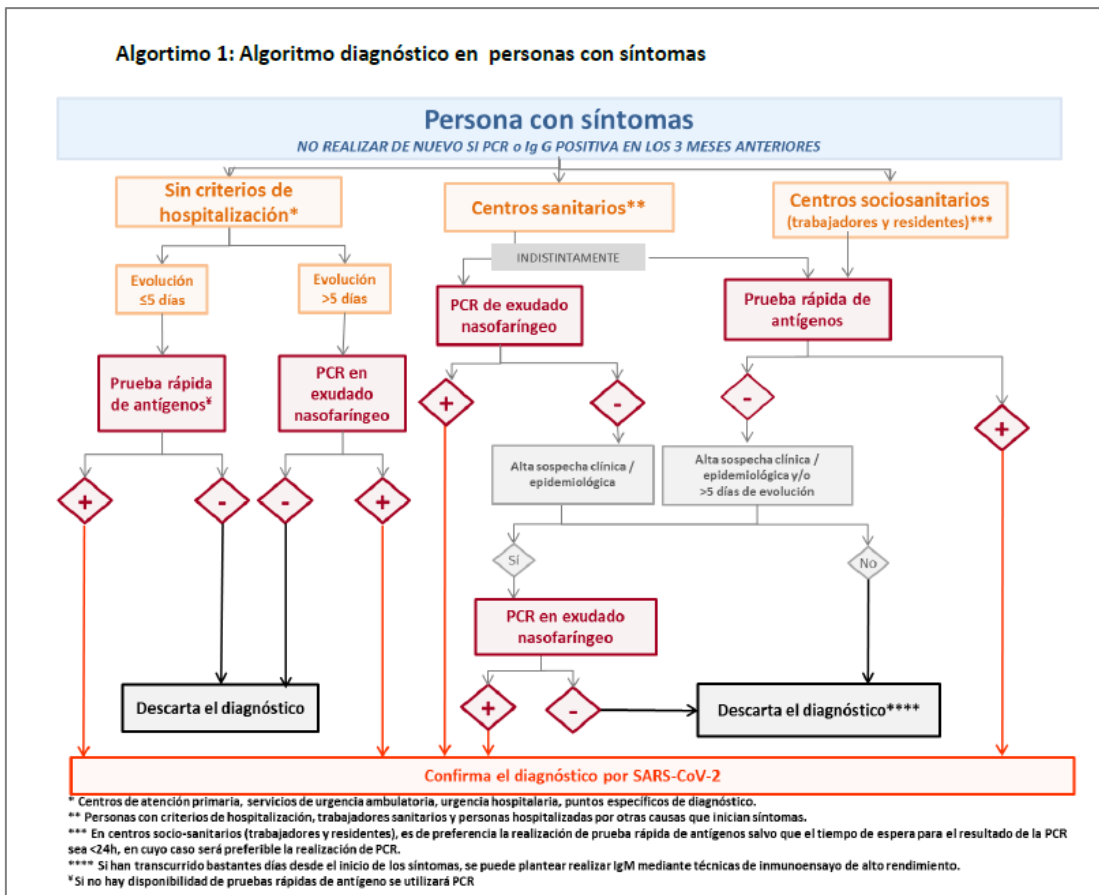 Algortimo 1: Algoritmo diagnóstico en personas con síntomas
Persona con síntomas
NO REALIZAR DE NUEVO SI PCR o Ig G POSITIVA EN LOS 3 MESES ANTERIORES
Sin criterios de
hospitalización*
Centros sanitarios**
Centros sociosanitarios
(trabajadores y residentes)***
INDISTINTAMENTE
Evolución
≤5 días
Evolución
>5 días
PCR de exudado
nasofaríngeo
Prueba rápida de
antígenos
Prueba rápida
de antígenos¥
PCR en
exudado
nasofaríngeo
+
-
-
+
+
-
-
+
Alta sospecha clínica /
epidemiológica
Alta sospecha clínica /
epidemiológica y/o
>5 días de evolución
Sí
No
PCR en exudado
nasofaríngeo
+
-
Descarta el diagnóstico
Descarta el diagnóstico****
Confirma el diagnóstico por SARS-CoV-2
* Centros de atención primaria, servicios de urgencia ambulatoria, urgencia hospitalaria, puntos específicos de diagnóstico.
** Personas con criterios de hospitalización, trabajadores sanitarios y personas hospitalizadas por otras causas que inician síntomas.
*** En centros socio-sanitarios (trabajadores y residentes), es de preferencia la realización de prueba rápida de antígenos salvo que el tiempo de espera para el resultado de la PCR
sea <24h, en cuyo caso será preferible la realización de PCR.
**** Si han transcurrido bastantes días desde el inicio de los síntomas, se puede plantear realizar IgM mediante técnicas de inmunoensayo de alto rendimiento.
¥ Si no hay disponibilidad de pruebas rápidas de antígeno se utilizará PCR